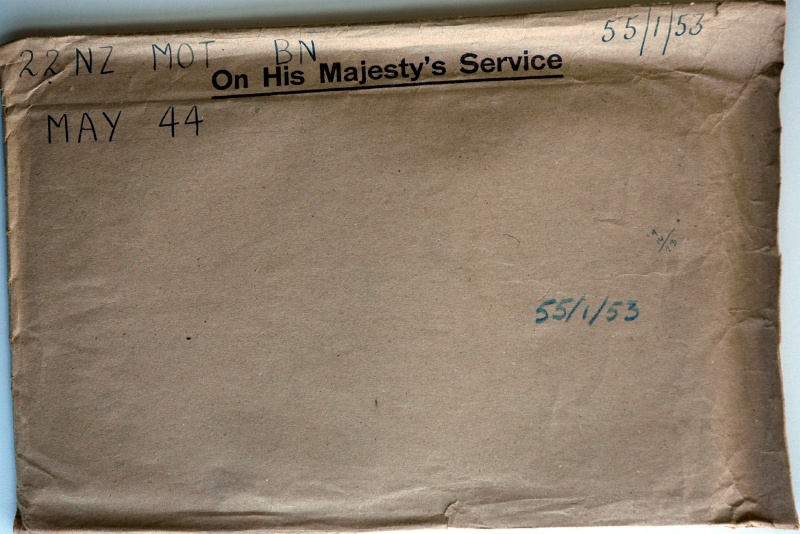 22 NZ MOT BN 55/1/53
On His Majesty's Service
MAY 44
55/1/53